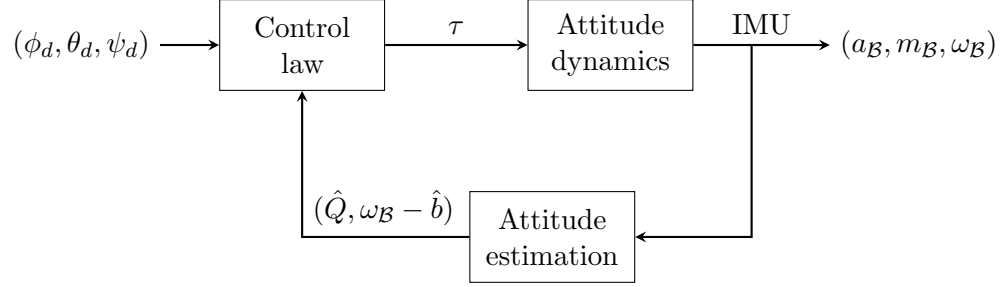 (ϕ_d, θ_d, ψ_d)
Control
law
τ
Attitude
dynamics
IMU
(a_ℬ, m_ℬ, ω_ℬ)
(Q̂, ω_ℬ − b̂)
Attitude
estimation